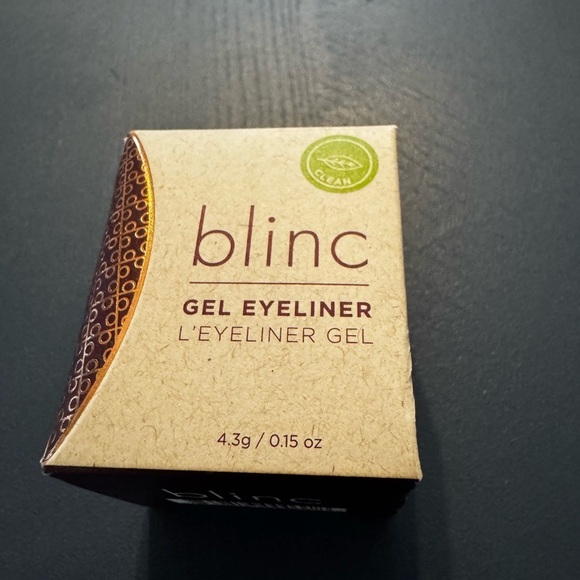 CLEAN
blinc
GEL EYELINER
L'EYELINER GEL
4.3g / 0.15 oz
blinc